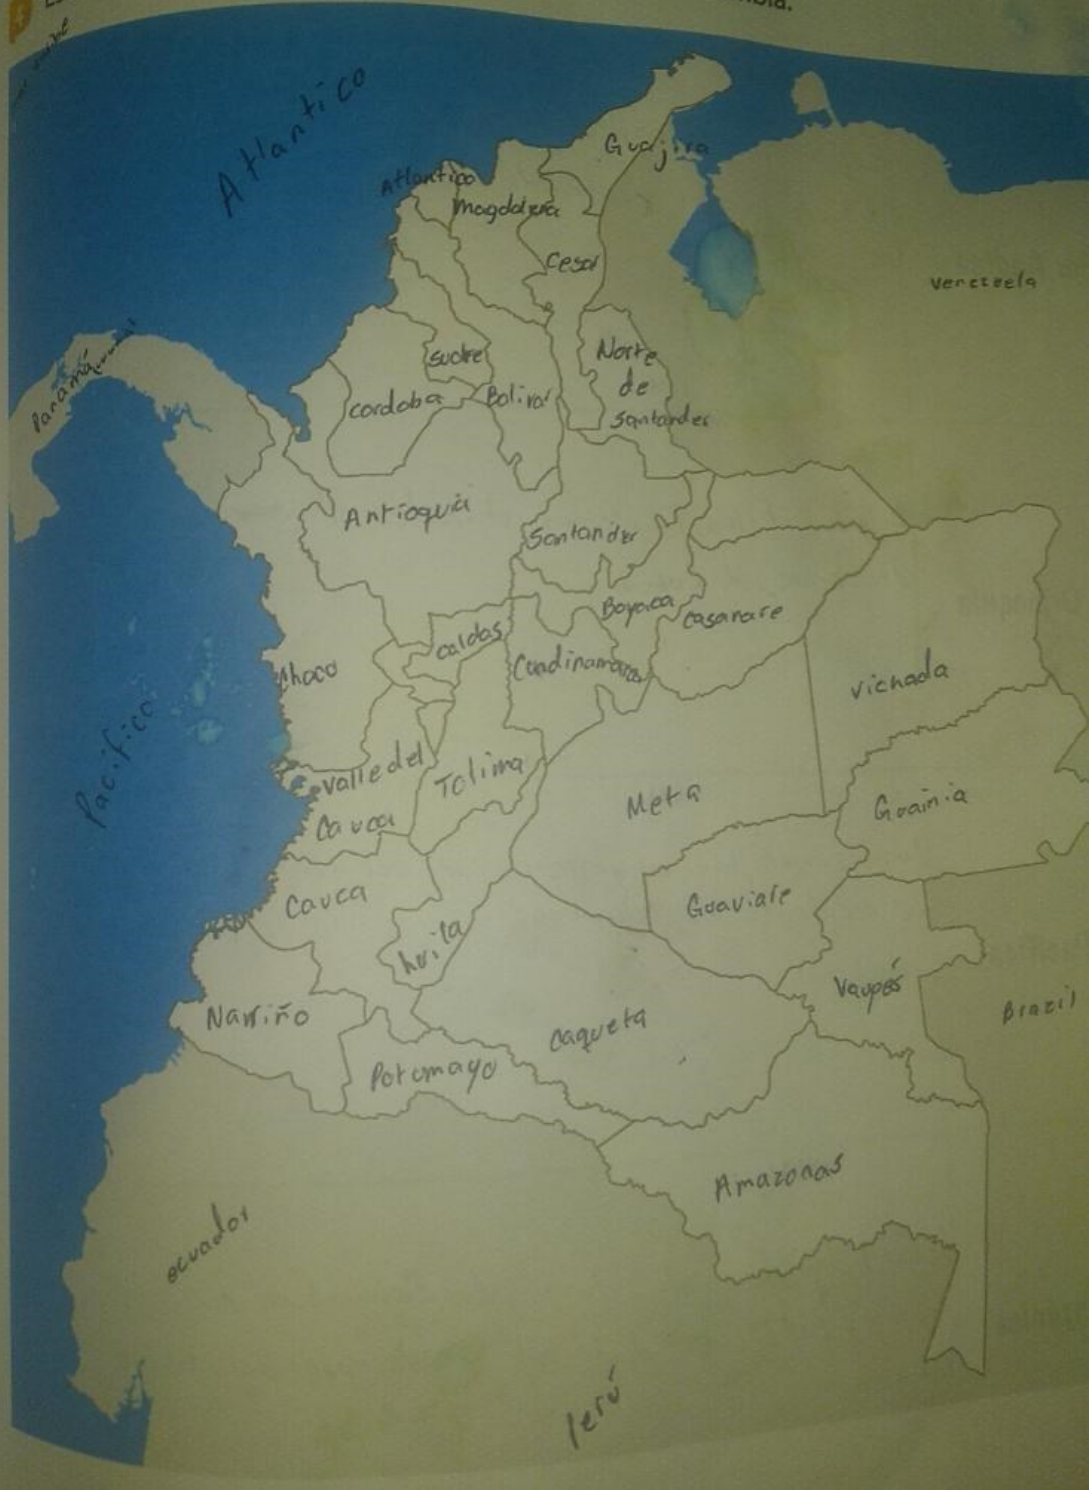 Atlantico
Guajira
Atlantico
Magdalena
Cesar
Venezuela
Panamá
sucre
Norte
de
Santander
cordoba
Bolivar
Antioquia
Santander
Boyaca
casanare
caldas
Cundinamarca
Choco
vichada
Pacifico
valle del
Cauca
Tolima
Meta
Guainia
Cauca
Guaviare
huila
Vaupés
Nariño
caqueta
Brazil
Potumayo
Amazonas
ecuador
Perú